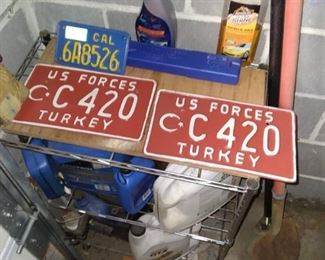 CAL
6A8526
US FORCES
C 420
TURKEY
US FORCES
C 420
TURKEY